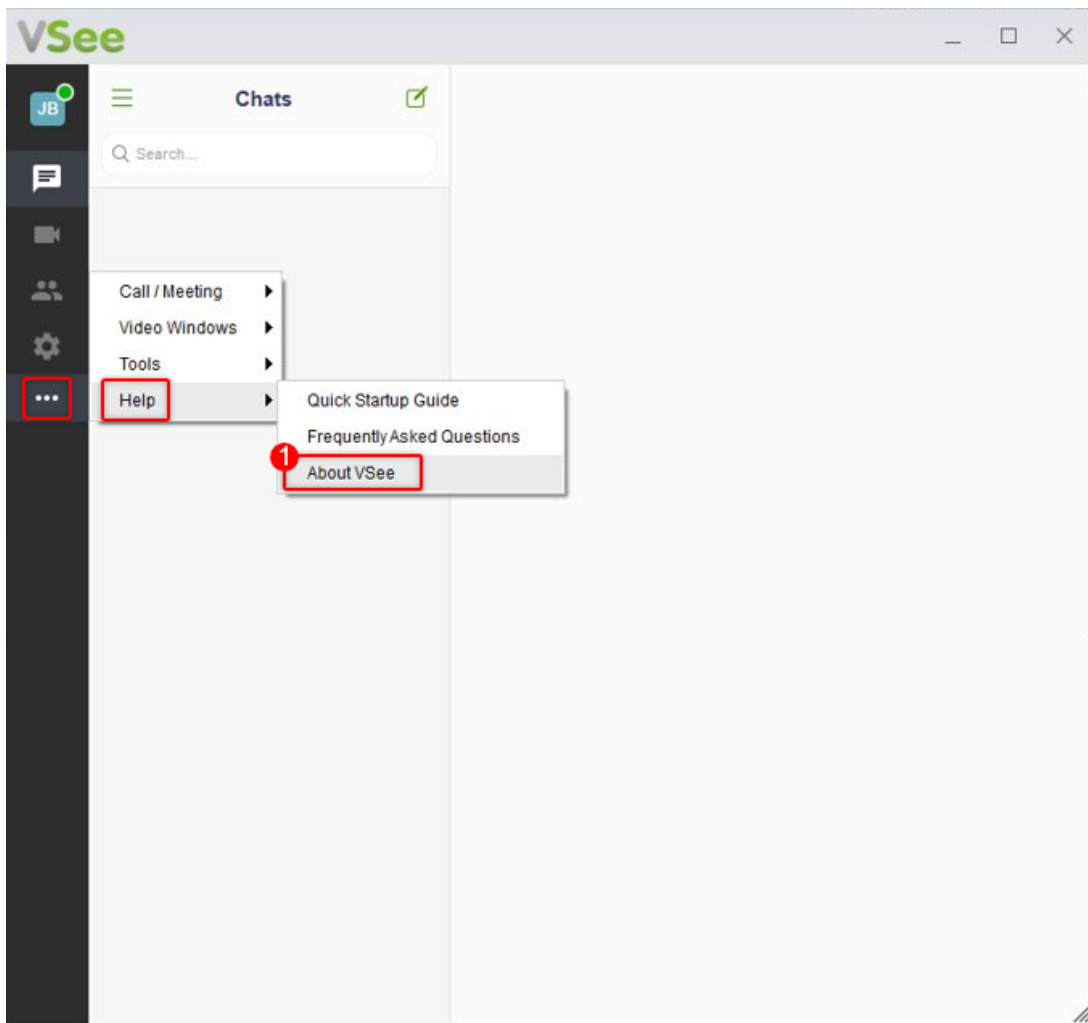 VSee
JB
Chats
Search...
Call / Meeting
Video Windows
Tools
Help
Quick Startup Guide
Frequently Asked Questions
1
About VSee